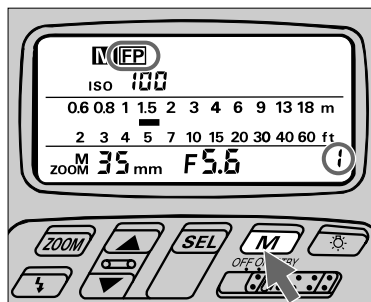 M FP
ISO 100
0.6 0.8 1 1.5 2 3 4 6 9 13 18 m
2 3 4 5 7 10 15 20 30 40 60 ft
M ZOOM 35 mm F5.6 1
ZOOM SEL M
OFF ON